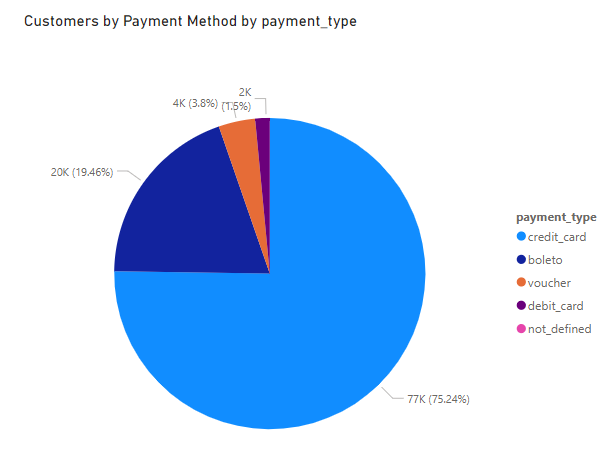 Customers by Payment Method by payment_type
2K
(1.5%)
4K (3.8%)
20K (19.46%)
77K (75.24%)
payment_type
credit_card
boleto
voucher
debit_card
not_defined